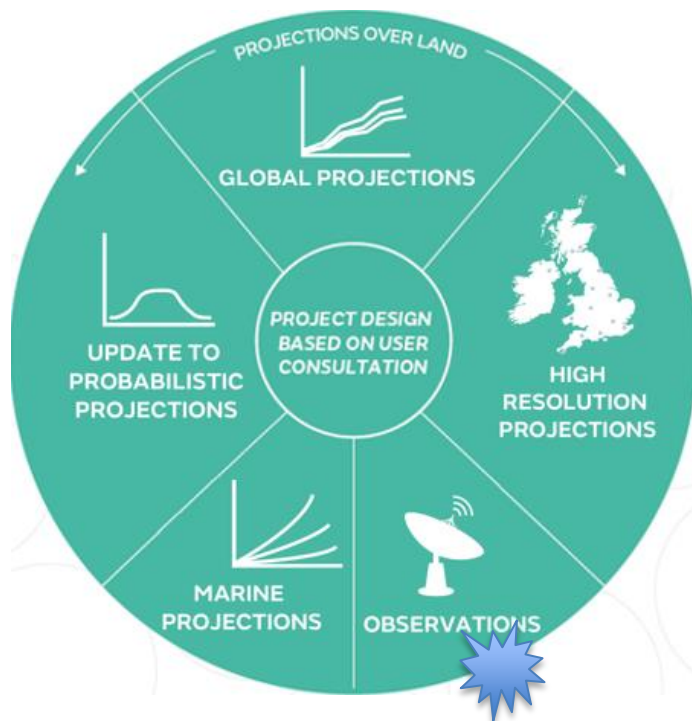 PROJECTIONS OVER LAND
GLOBAL PROJECTIONS
UPDATE TO
PROBABILISTIC
PROJECTIONS
PROJECT DESIGN
BASED ON USER
CONSULTATION
HIGH
RESOLUTION
PROJECTIONS
MARINE
PROJECTIONS
OBSERVATIONS